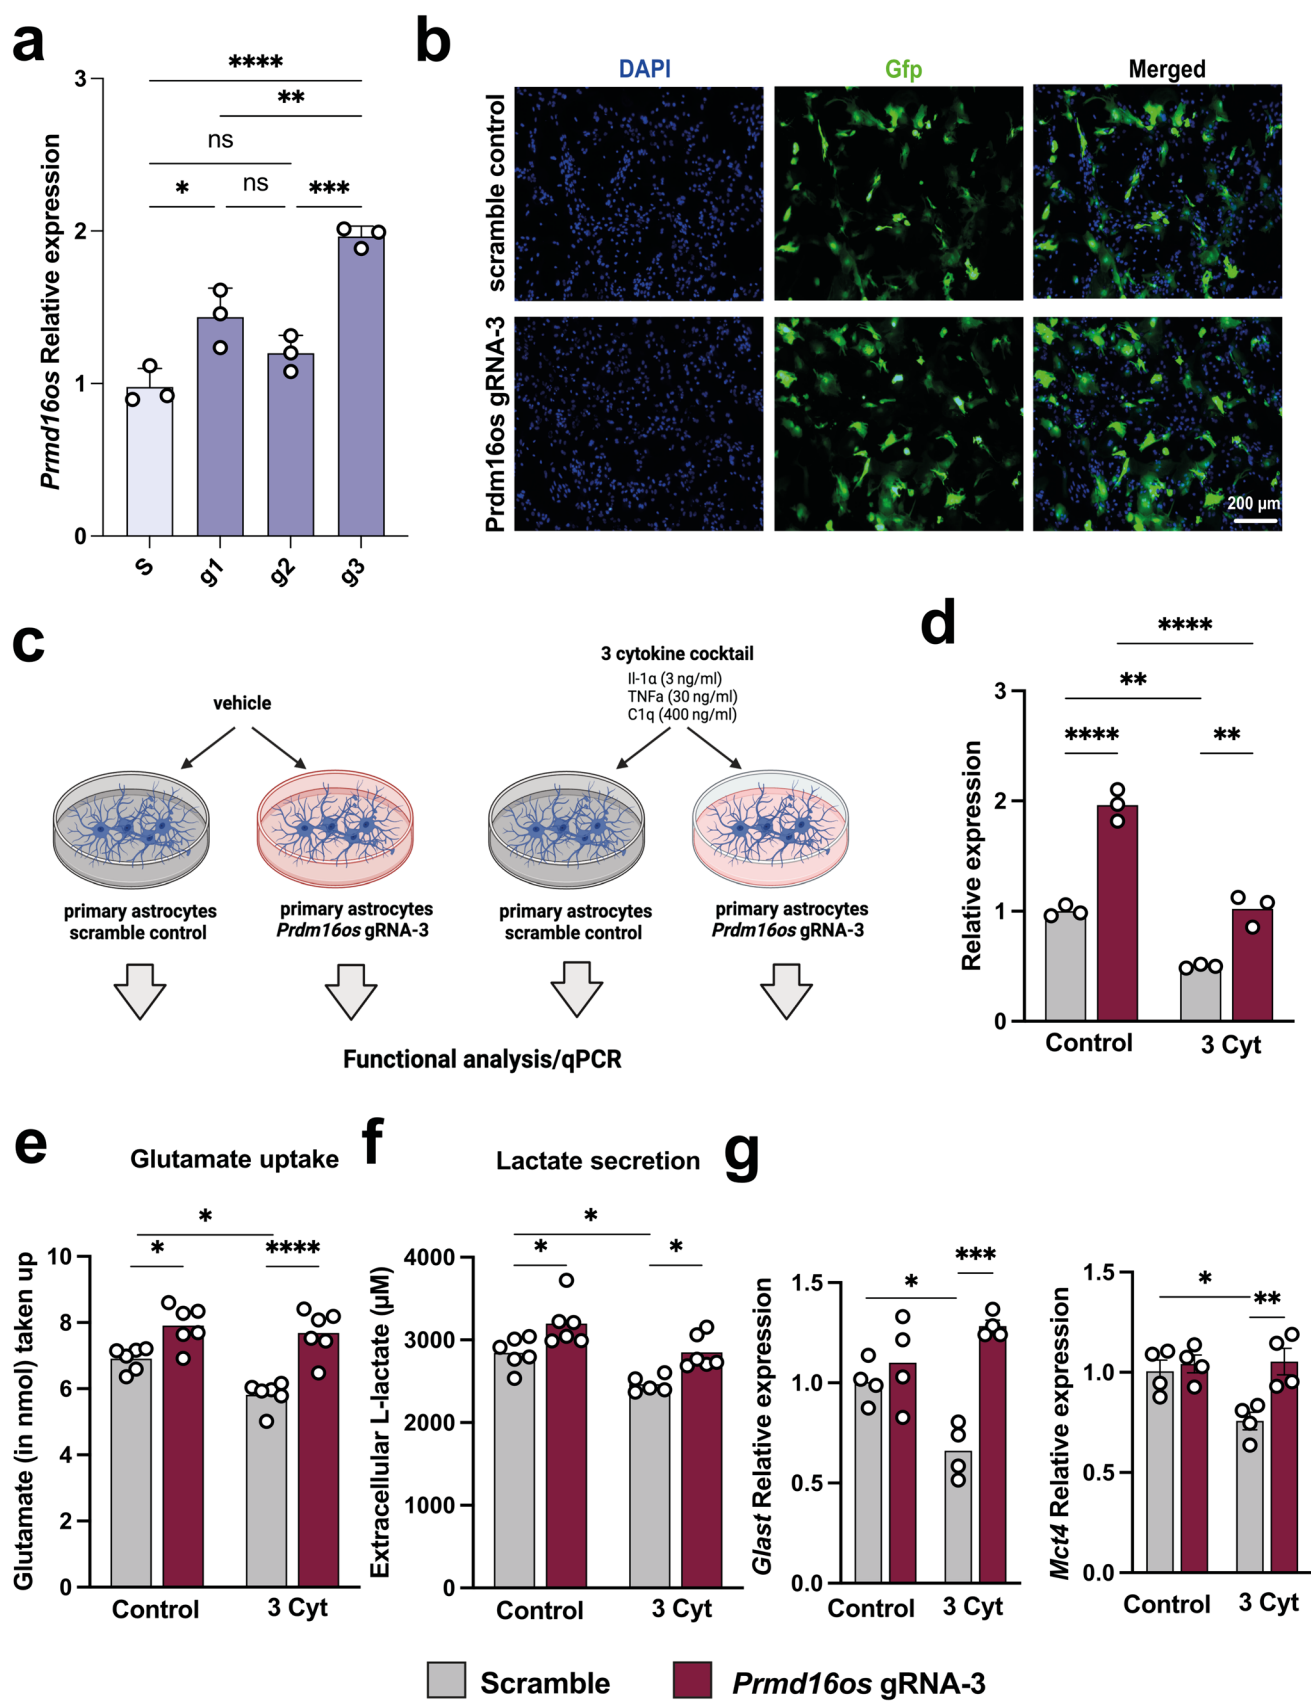 a
****
**
ns
*
ns
***
Prmd16os Relative expression
3
2
1
0
S
g1
g2
g3
b
DAPI
Gfp
Merged
scramble control
Prdm16os gRNA-3
200 µm
c
vehicle
3 cytokine cocktail
Il-1α (3 ng/ml)
TNFa (30 ng/ml)
C1q (400 ng/ml)
primary astrocytes
scramble control
primary astrocytes
Prdm16os gRNA-3
primary astrocytes
scramble control
primary astrocytes
Prdm16os gRNA-3
Functional analysis/qPCR
d
****
**
****
**
Relative expression
3
2
1
0
Control
3 Cyt
e
Glutamate uptake
*
*
****
Glutamate (in nmol) taken up
10
8
6
4
2
0
Control
3 Cyt
f
Lactate secretion
*
*
*
Extracellular L-lactate (µM)
4000
3000
2000
1000
0
Control
3 Cyt
g
***
*
Glast Relative expression
1.5
1.0
0.5
0.0
Control
3 Cyt
*
**
Mct4 Relative expression
1.5
1.0
0.5
0.0
Control
3 Cyt
Scramble
Prmd16os gRNA-3